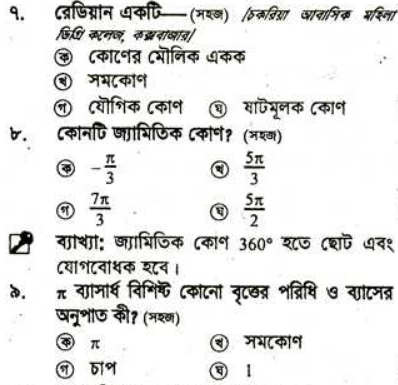 ৭. রেডিয়ান একটি— (সহজ) [চকরিয়া আবাসিক মহিলা
ডিগ্রি কলেজ, কক্সবাজার]
ক কোণের মৌলিক একক
খ সমকোণ
গ যৌগিক কোণ ঘ ষাটমূলক কোণ
৮. কোনটি জ্যামিতিক কোণ? (সহজ)
ক -π/3 খ 5π/3
গ 7π/3 ঘ 5π/2
ব্যাখ্যা: জ্যামিতিক কোণ 360° হতে ছোট এবং
যোগবোধক হবে।
৯. π ব্যাসার্ধ বিশিষ্ট কোনো বৃত্তের পরিধি ও ব্যাসের
অনুপাত কী? (সহজ)
ক π খ সমকোণ
গ চাপ ঘ 1